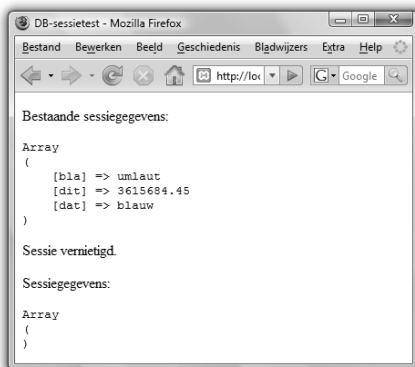 DB-sessietest - Mozilla Firefox
Bestand Bewerken Beeld Geschiedenis Bladwijzers Extra Help
http://loc G Google
Bestaande sessiegegevens:
Array
(
[bla] => umlaut
[dit] => 3615684.45
[dat] => blauw
)
Sessie vernietigd.
Sessiegegevens:
Array
(
)